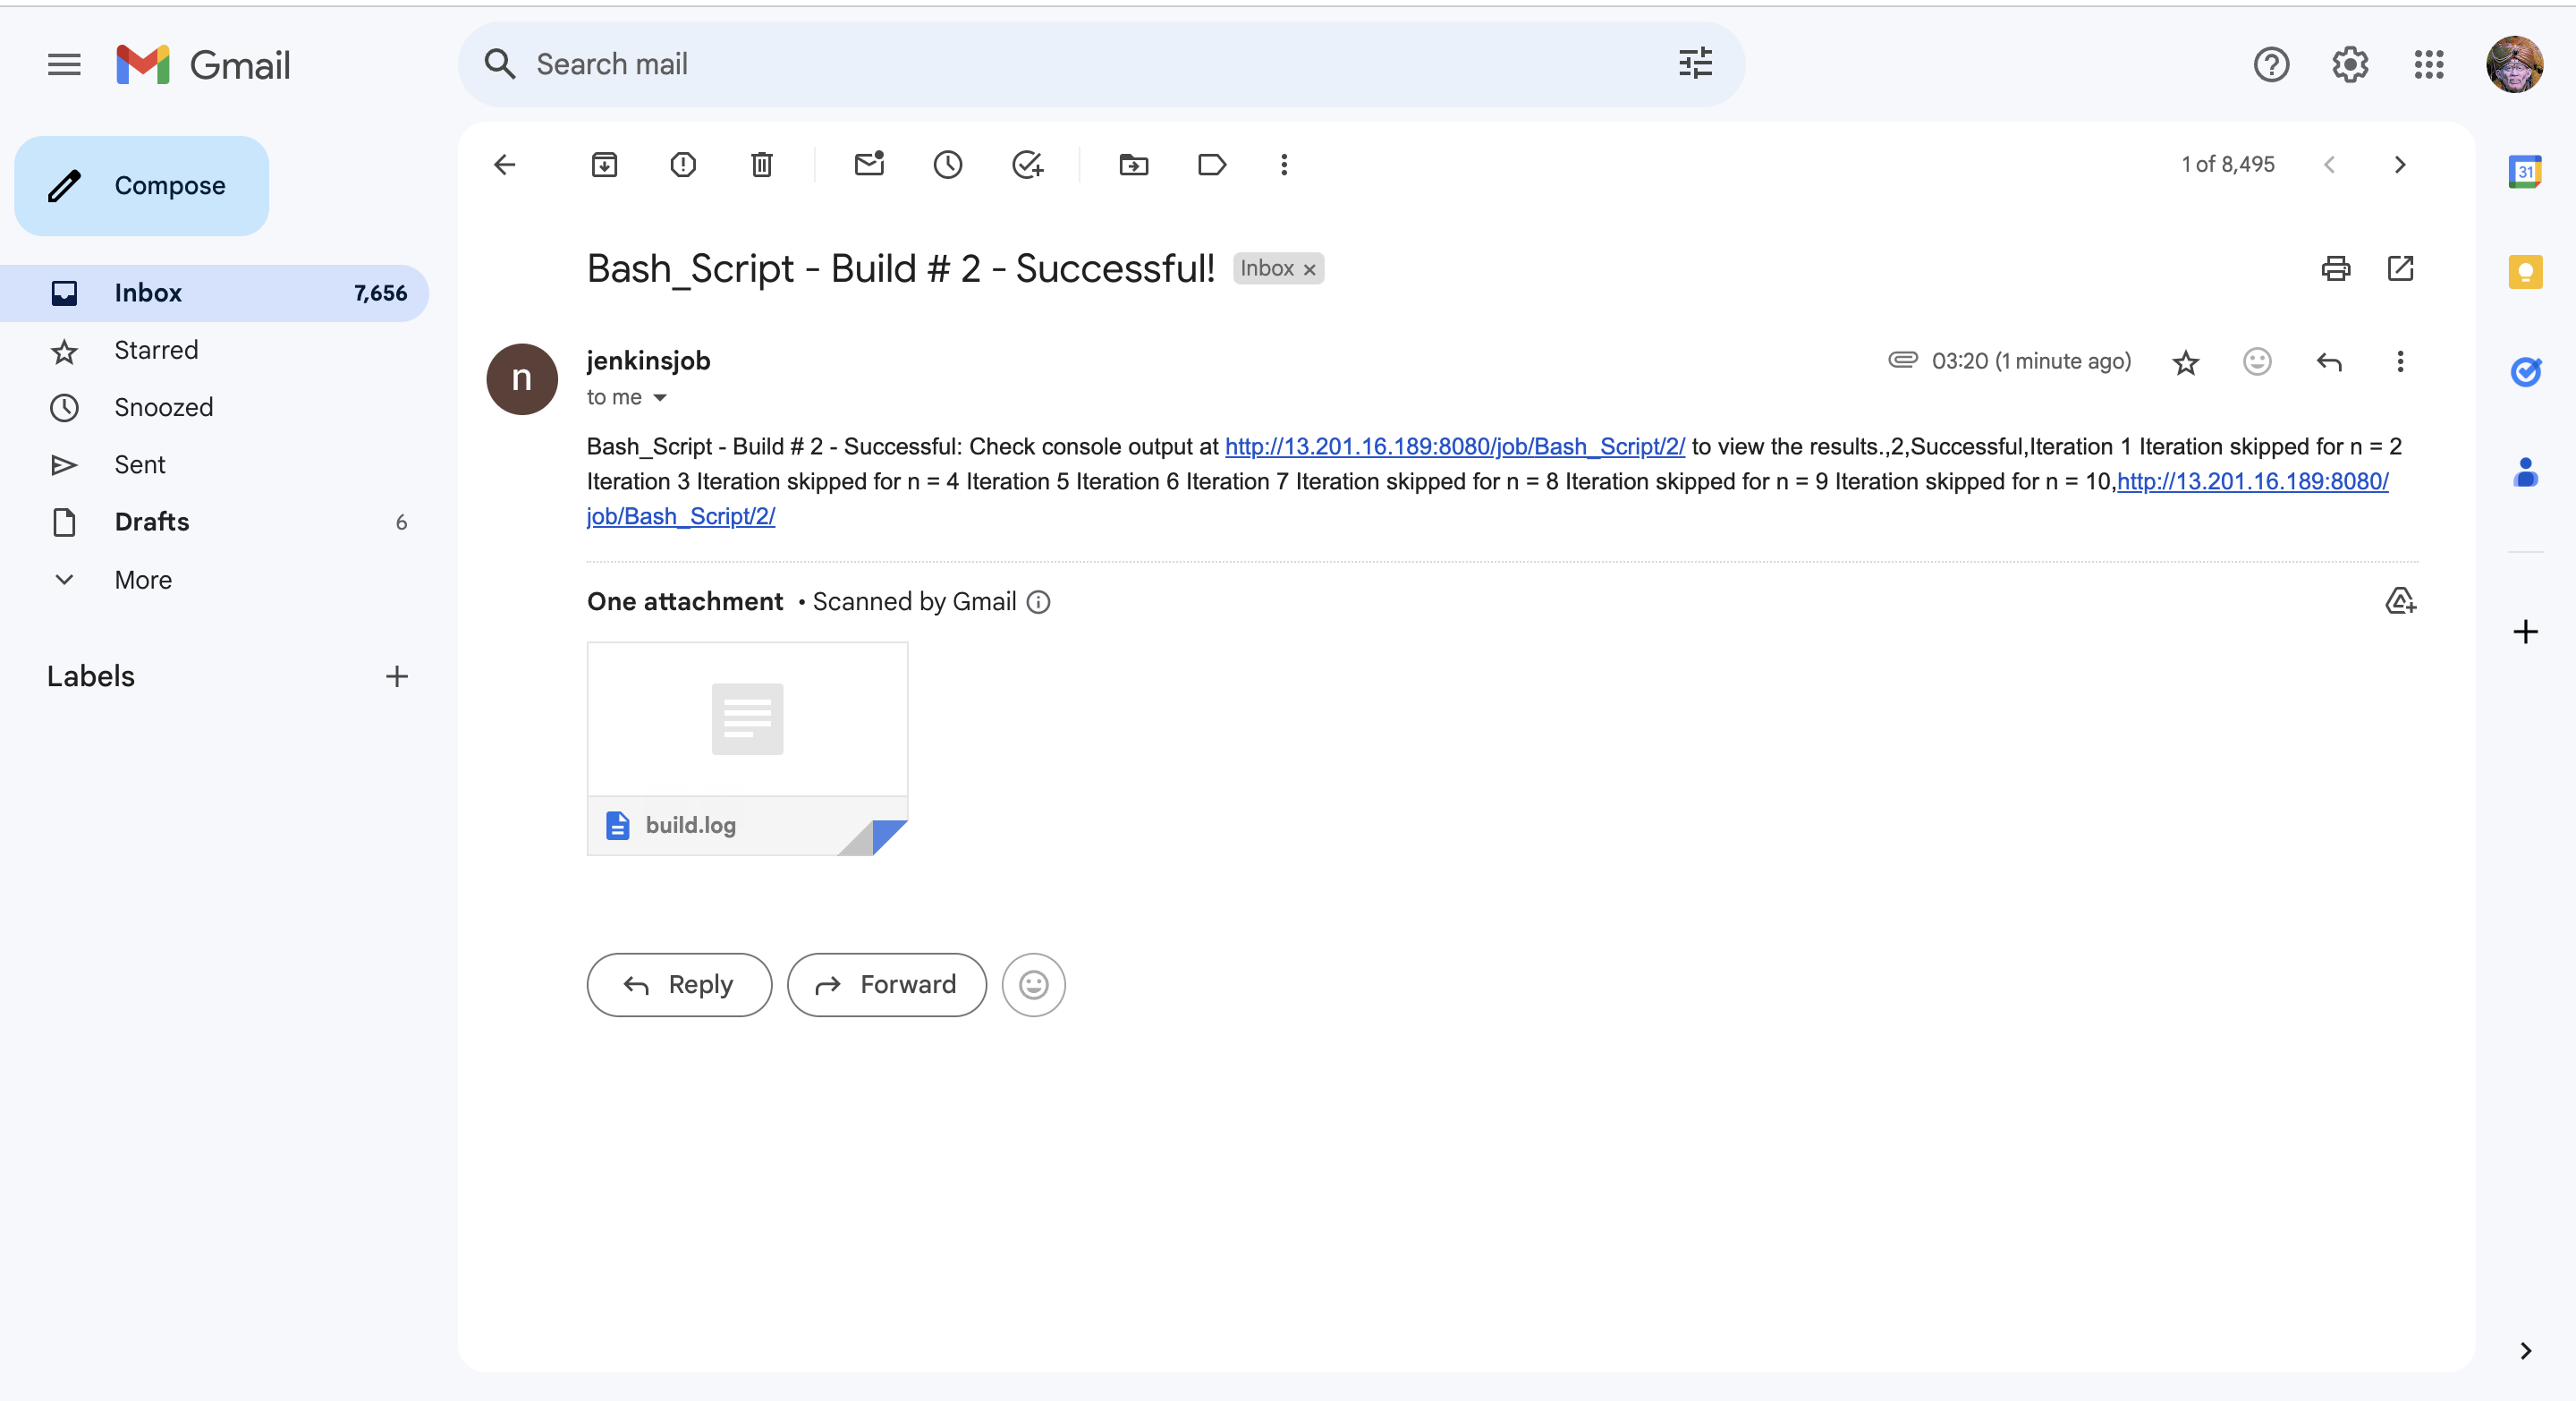 Gmail
Search mail
Compose
1 of 8,495
31
Inbox 7,656
Starred
Snoozed
Sent
Drafts 6
More
Labels
Bash_Script - Build # 2 - Successful! Inbox ×
n
jenkinsjob
03:20 (1 minute ago)
to me
Bash_Script - Build # 2 - Successful: Check console output at http://13.201.16.189:8080/job/Bash_Script/2/ to view the results.,2,Successful,Iteration 1 Iteration skipped for n = 2
Iteration 3 Iteration skipped for n = 4 Iteration 5 Iteration 6 Iteration 7 Iteration skipped for n = 8 Iteration skipped for n = 9 Iteration skipped for n = 10,http://13.201.16.189:8080/
job/Bash_Script/2/
One attachment • Scanned by Gmail
build.log
Reply
Forward